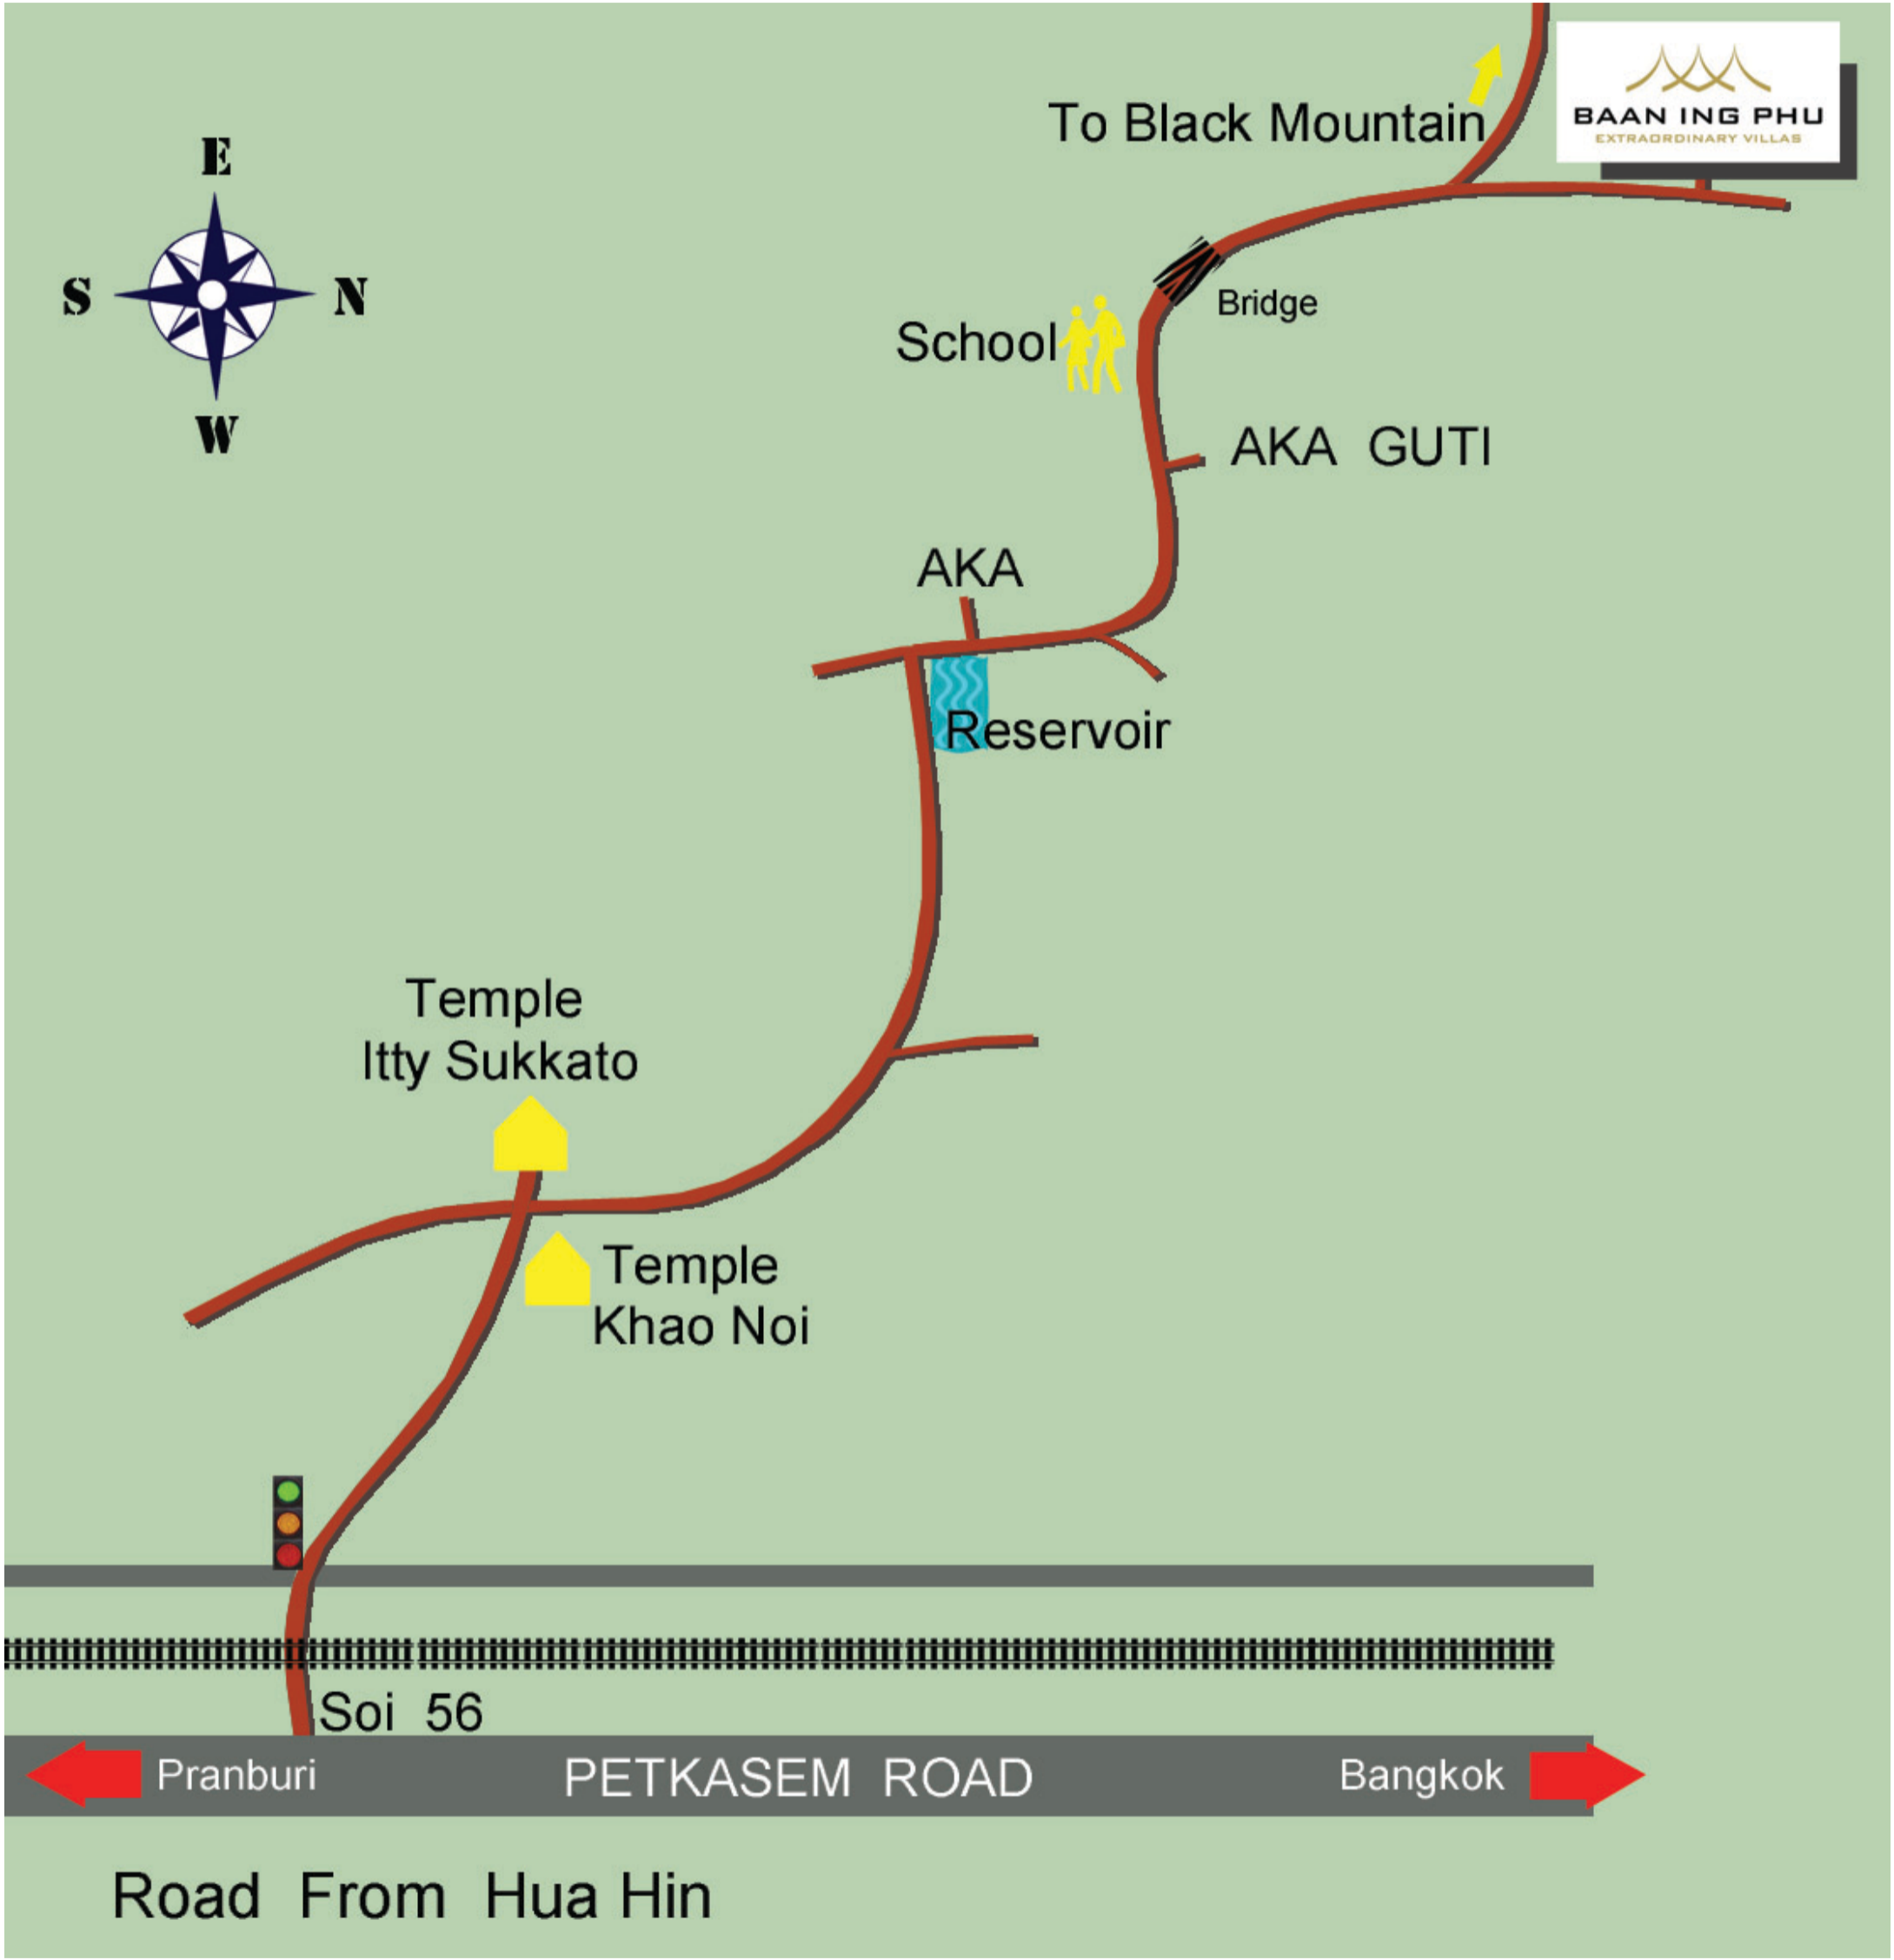 To Black Mountain
BAAN ING PHU
EXTRAORDINARY VILLAS
E
S
N
W
Bridge
School
AKA GUTI
AKA
Reservoir
Temple
Itty Sukkato
Temple
Khao Noi
Soi 56
Pranburi
PETKASEM ROAD
Bangkok
Road From Hua Hin